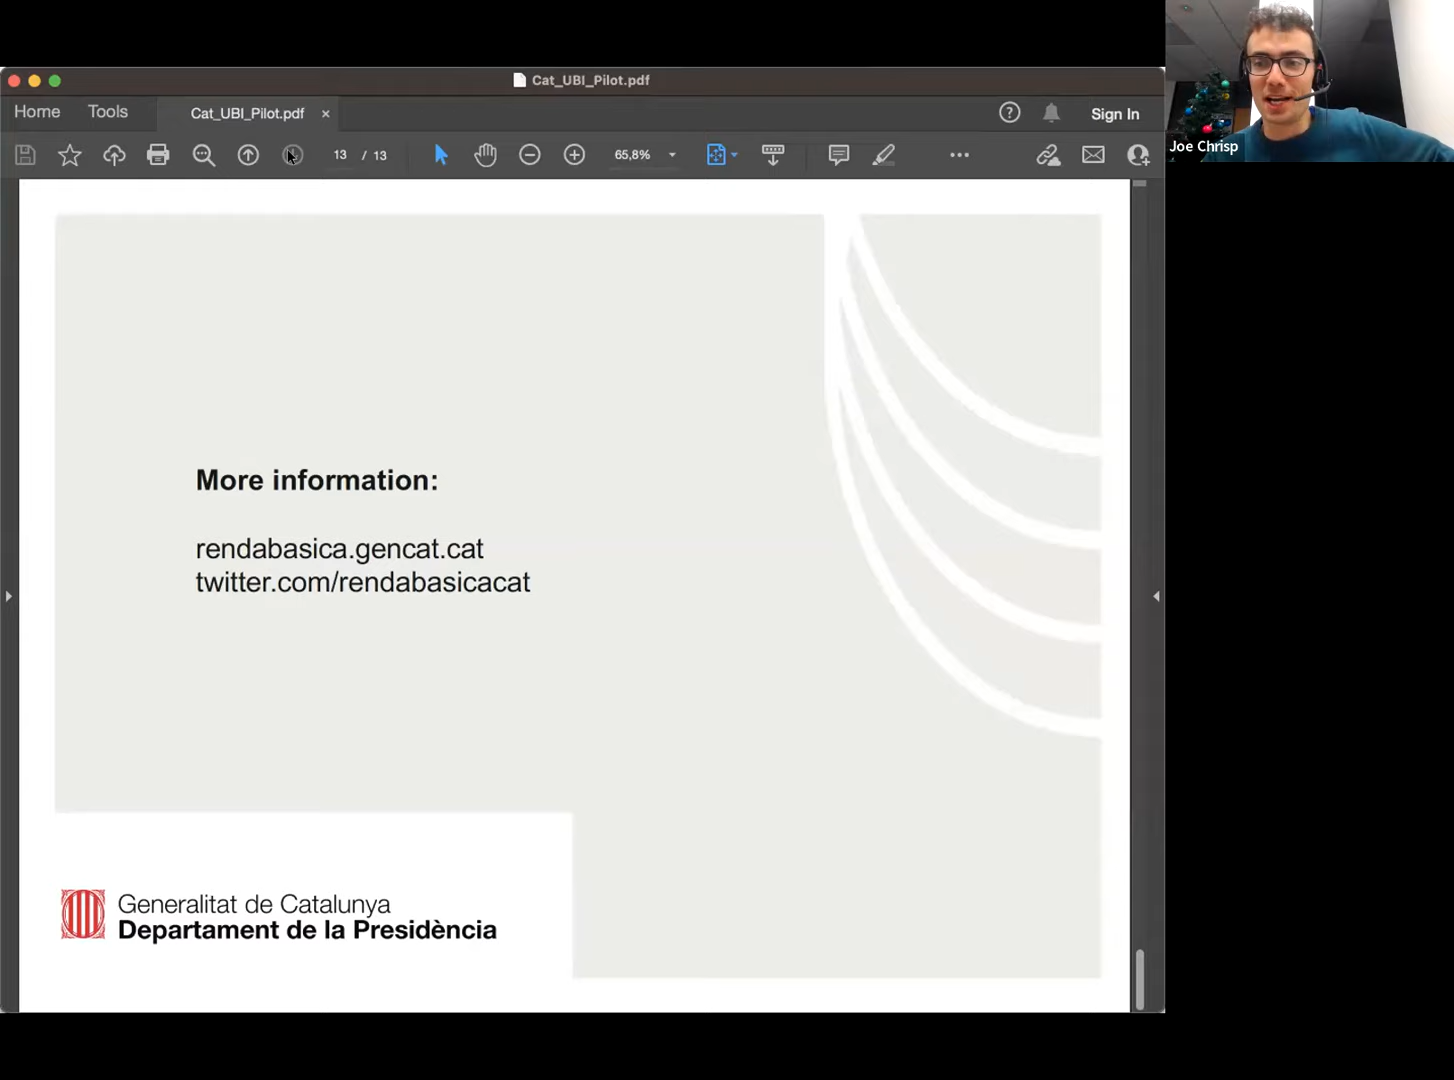 Cat_UBI_Pilot.pdf
Home
Tools
Cat_UBI_Pilot.pdf
×
Sign In
13 / 13
65,8%
Joe Chrisp
More information:
rendabasica.gencat.cat
twitter.com/rendabasicacat
Generalitat de Catalunya
Departament de la Presidència